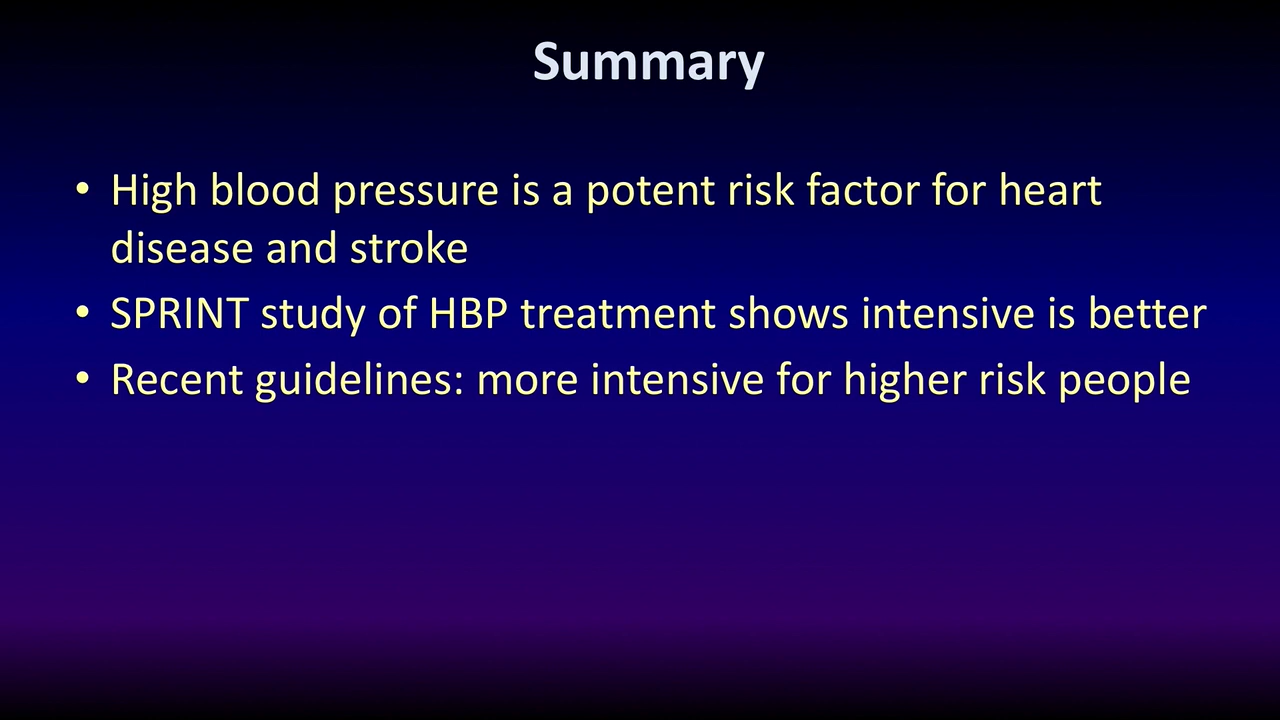 Summary
• High blood pressure is a potent risk factor for heart
disease and stroke
• SPRINT study of HBP treatment shows intensive is better
• Recent guidelines: more intensive for higher risk people